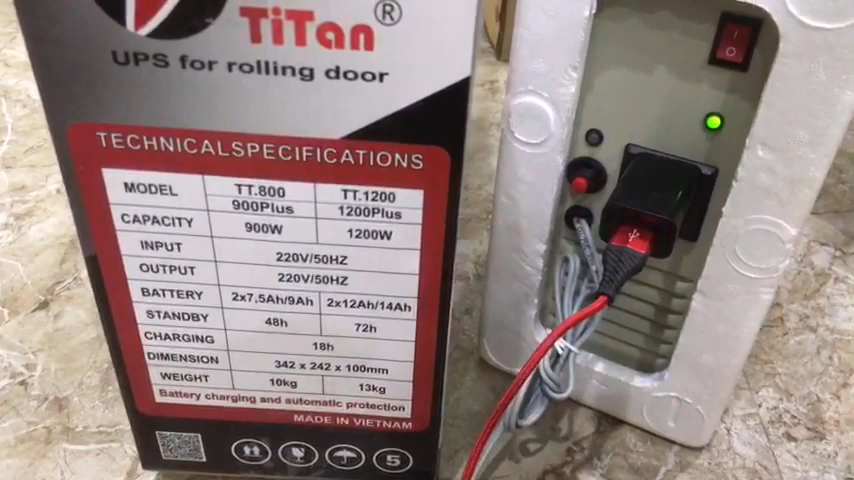 TiTan®
UPS for rolling door
TECHNICALSPECIFICATIONS
MODEL TT.800 900Plus TT.1200 1200Plus
CAPACITY 900W 1200W
INPUT 220V/50HZ
OUTPUT 220V/50HZ
BATTERY 2x7,5Ah/9Ah 2x12Ah/14Ah
STANDBY 48h 72h
CHARGING 18h
DIMENSION 342 x 242 x 100mm
WEIGHT 10kg 13kg
Battery charging and automatic protection
MADE IN VIETNAM
5